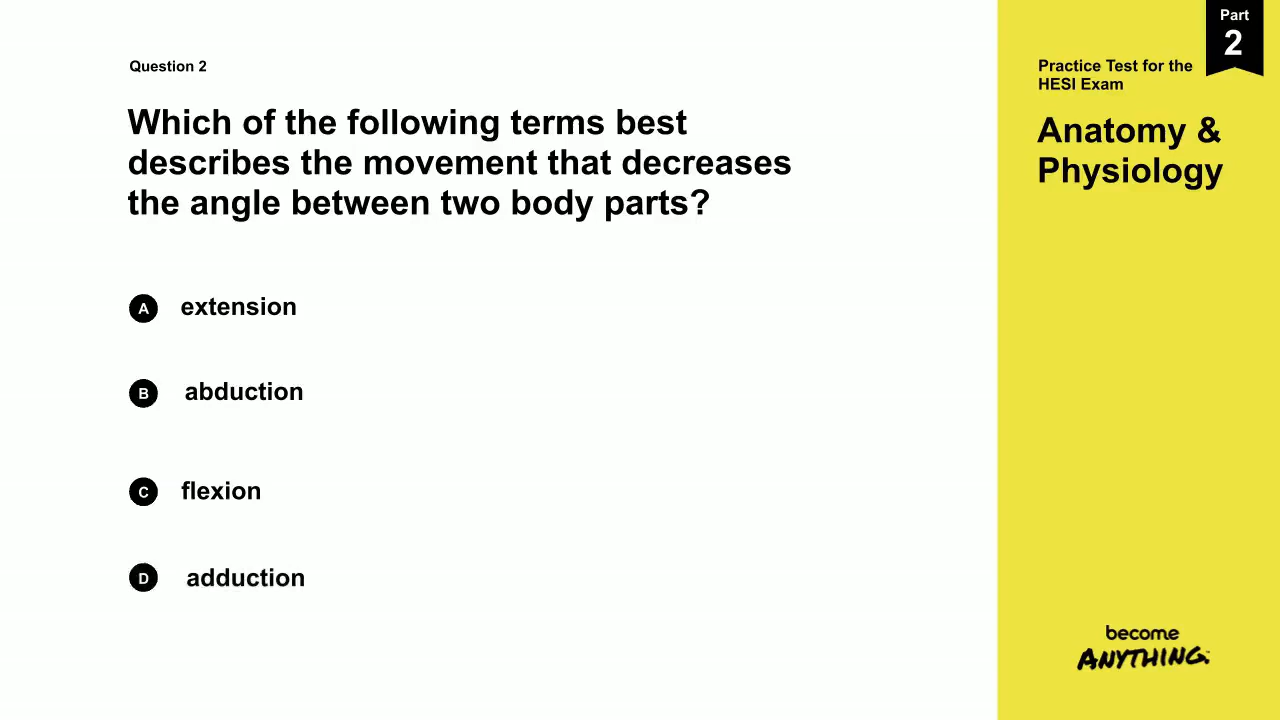 Question 2
Which of the following terms best
describes the movement that decreases
the angle between two body parts?
A extension
B abduction
C flexion
D adduction
Part
2
Practice Test for the
HESI Exam
Anatomy &
Physiology
become
ANYTHING.